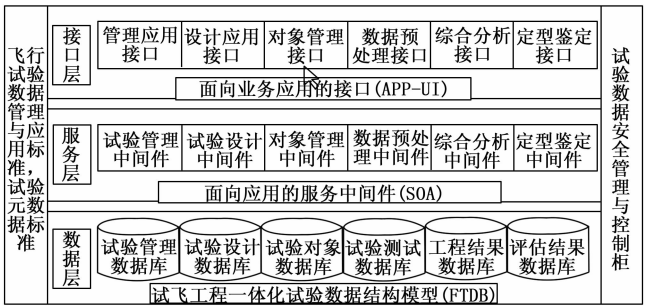 飞行
试验
数据
管理
与应
用标
准，
试验
元数
据标
准
接
口
层
管理应用
接口
设计应用
接口
对象管理
接口
数据预
处理接口
综合分析
接口
定型鉴定
接口
面向业务应用的接口(APP-UI)
服
务
层
试验管理
中间件
试验设计
中间件
对象管理
中间件
数据预处
理中间件
综合分析
中间件
定型鉴定
中间件
面向应用的服务中间件(SOA)
数
据
层
试验管理
数据库
试验设计
数据库
试验对象
数据库
试验测试
数据库
工程结果
数据库
评估结果
数据库
试飞工程一体化试验数据结构模型(FTDB)
试
验
数
据
安
全
管
理
与
控
制
柜